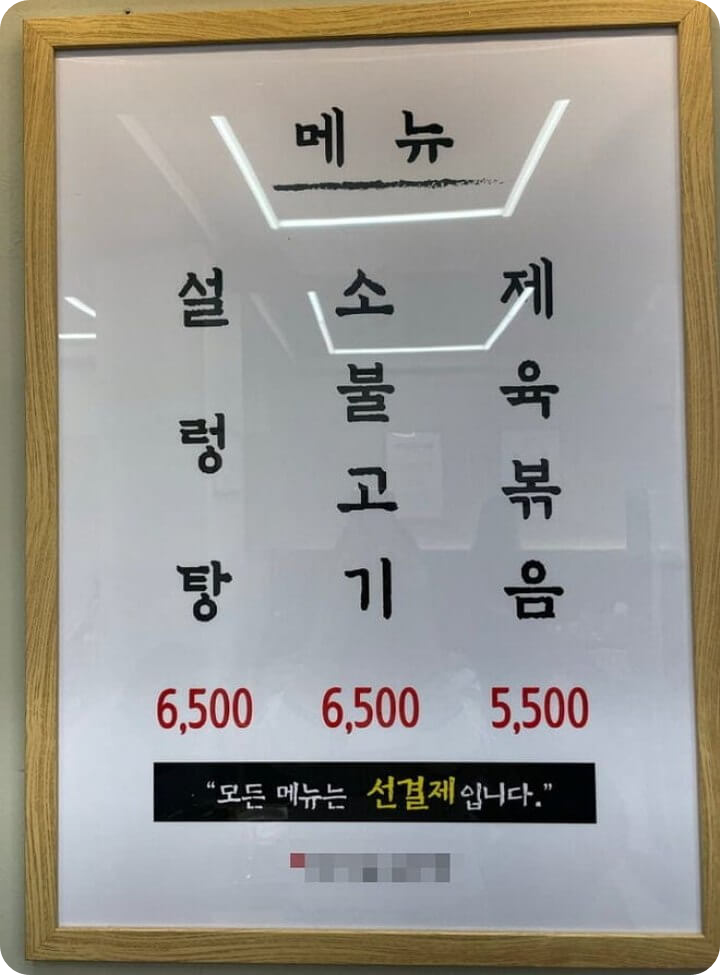 메뉴
설렁탕
소불고기
제육볶음
6,500
6,500
5,500
“모든 메뉴는 선결제입니다.”